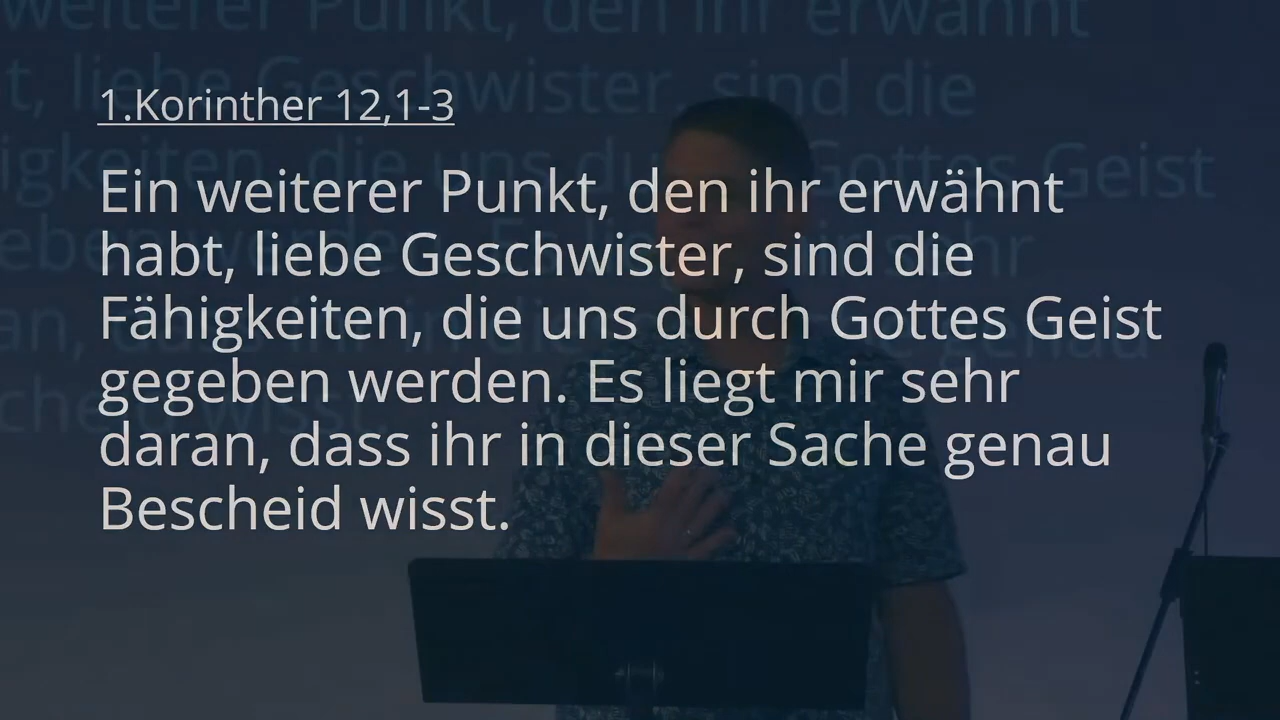 1.Korinther 12,1-3
Ein weiterer Punkt, den ihr erwähnt
habt, liebe Geschwister, sind die
Fähigkeiten, die uns durch Gottes Geist
gegeben werden. Es liegt mir sehr
daran, dass ihr in dieser Sache genau
Bescheid wisst.